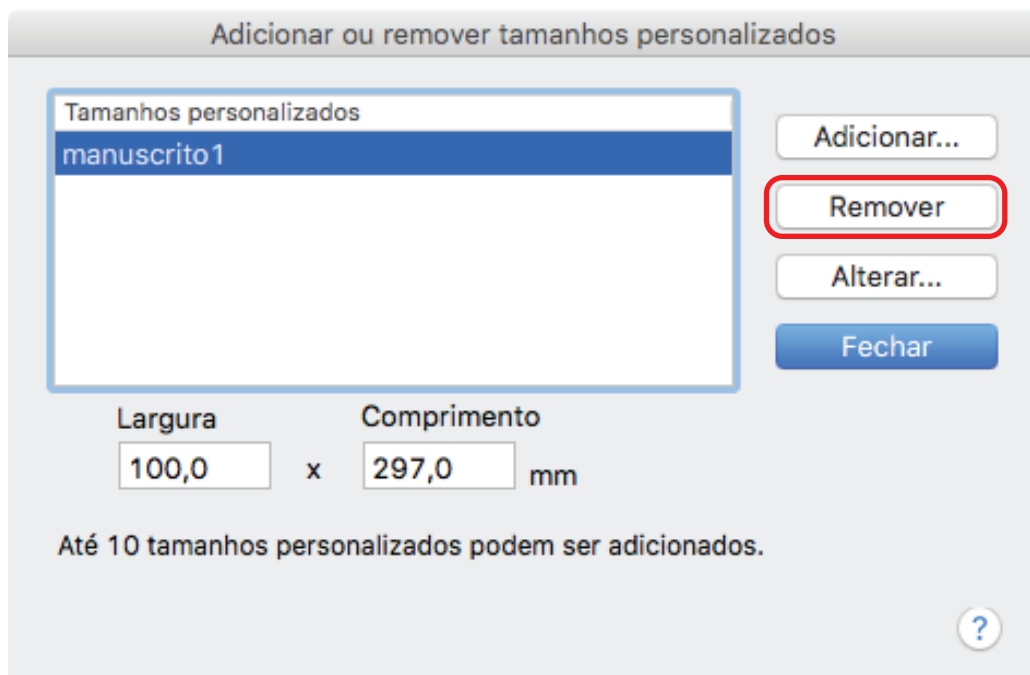 Adicionar ou remover tamanhos personalizados
Tamanhos personalizados
manuscrito1
Adicionar...
Remover
Alterar...
Fechar
Largura Comprimento
100,0 x 297,0 mm
Até 10 tamanhos personalizados podem ser adicionados.
?